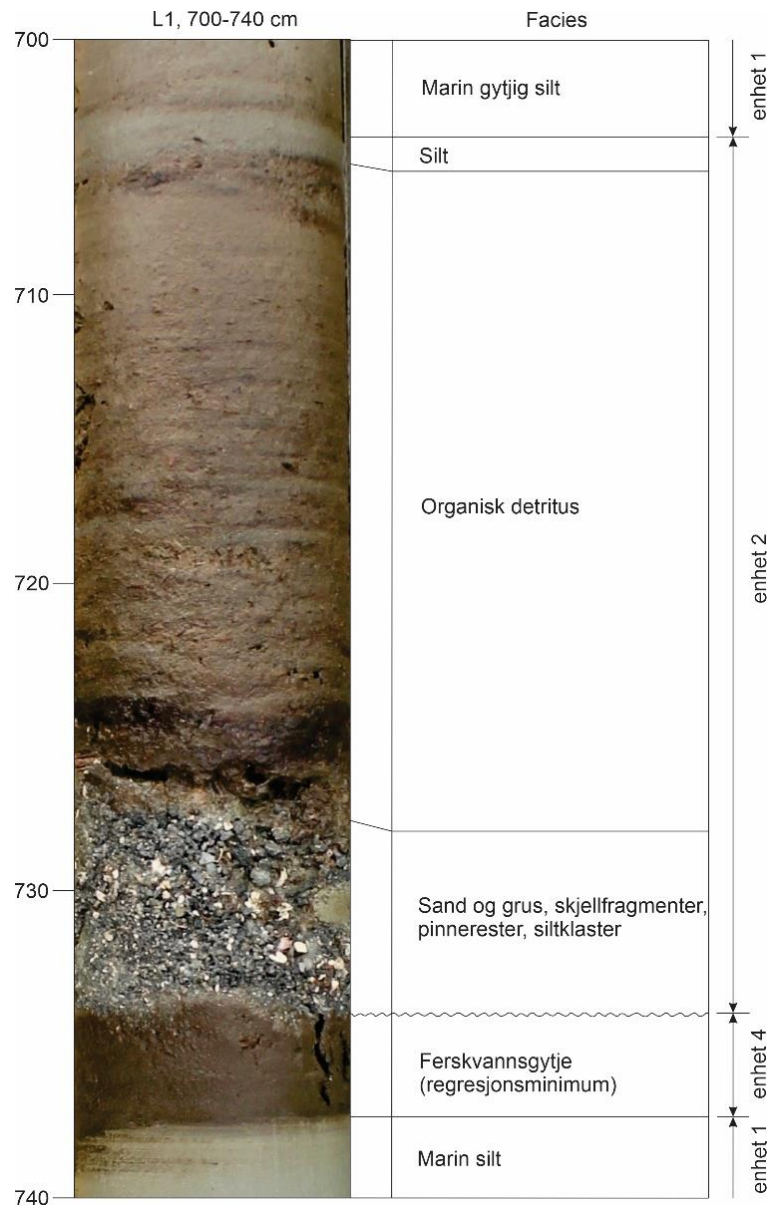 L1, 700-740 cm
Facies
700
Marin gytjig silt
enhet 1
Silt
710
Organisk detritus
enhet 2
720
730
Sand og grus, skjellfragmenter,
pinnerester, siltklaster
Ferskvannsgytje
(regresjonsminimum)
enhet 4
Marin silt
enhet 1
740